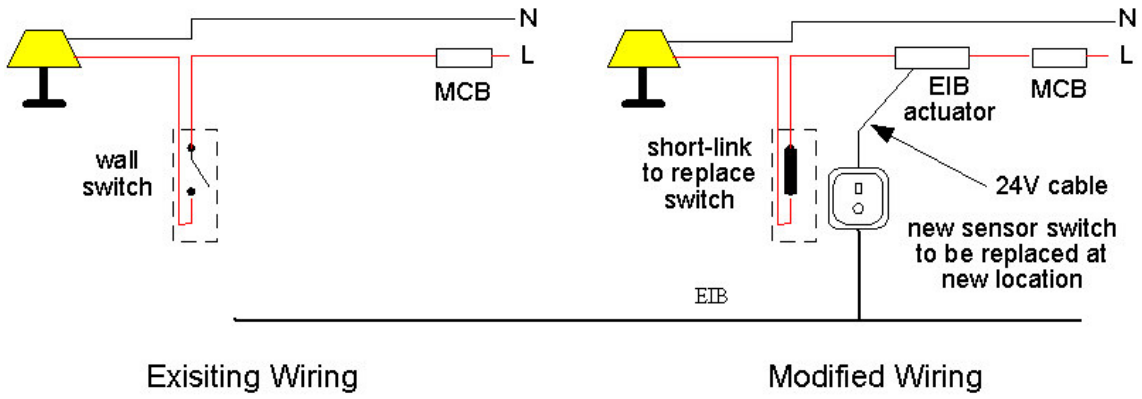 N
L
MCB
wall
switch
Exisiting Wiring
N
L
EIB
actuator
MCB
short-link
to replace
switch
24V cable
new sensor switch
to be replaced at
new location
EIB
Modified Wiring